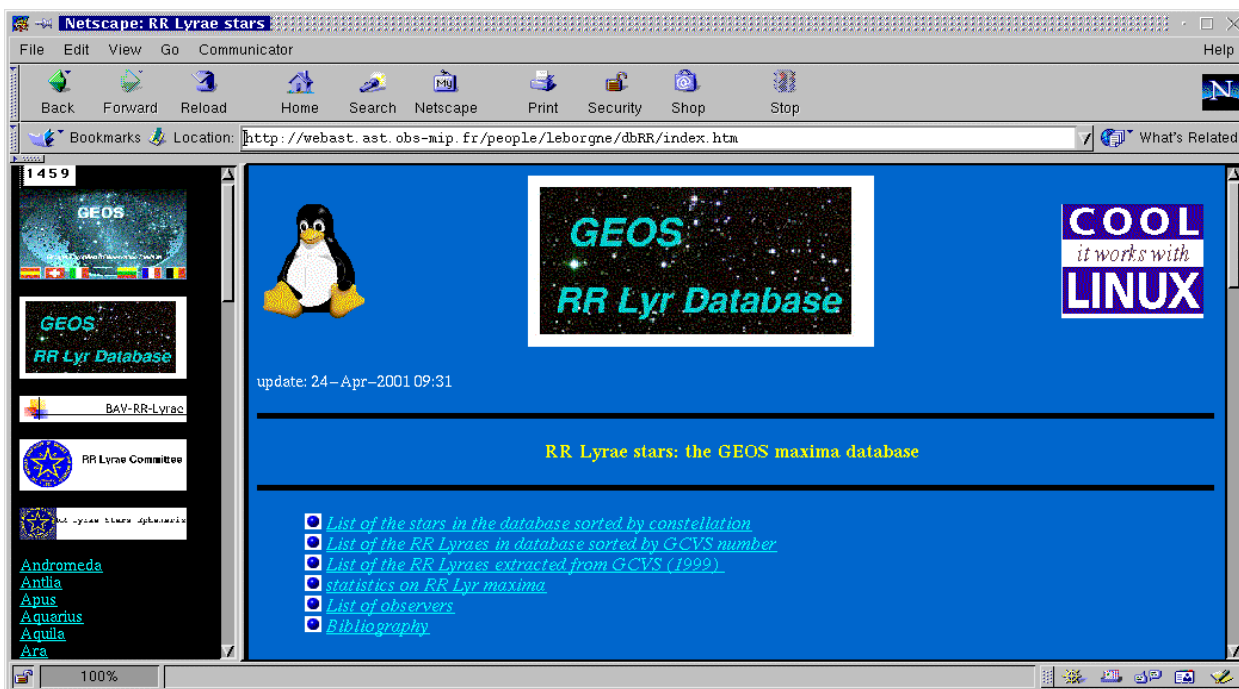 Netscape: RR Lyrae stars
File Edit View Go Communicator Help
Back Forward Reload Home Search Netscape Print Security Shop Stop
My
N
Bookmarks Location: http://webast.ast.obs-mip.fr/people/leborgne/dbRR/index.htm What's Related
1459
GEOS
GEOS
RR Lyr Database
BAV-RR-Lyrae
RR Lyrae Committee
RR Lyrae Stars Ephemeris
Andromeda
Antlia
Apus
Aquarius
Aquila
Ara
GEOS
RR Lyr Database
COOL
it works with
LINUX
update: 24-Apr-2001 09:31
RR Lyrae stars: the GEOS maxima database
List of the stars in the database sorted by constellation
List of the RR Lyraes in database sorted by GCVS number
List of the RR Lyraes extracted from GCVS (1999)
statistics on RR Lyr maxima
List of observers
Bibliography
100%